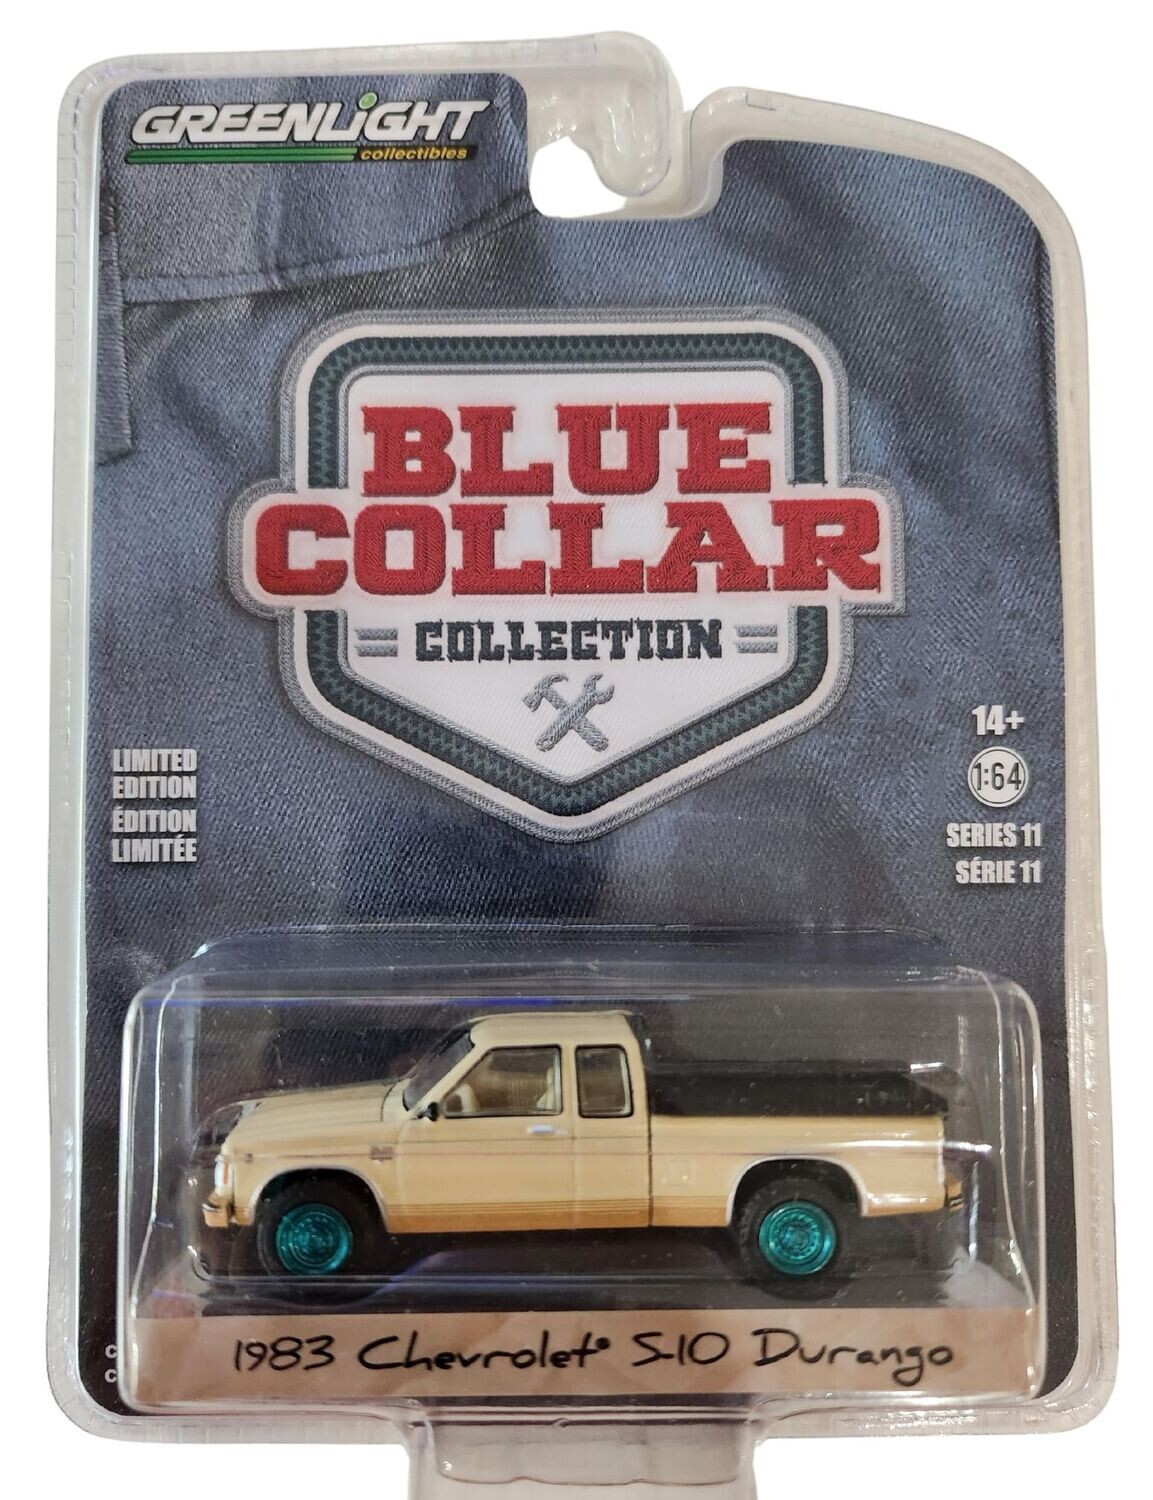 GREENLiGHT
collectibles
BLUE
COLLAR
COLLECTION
LIMITED
EDITION
ÉDITION
LIMITÉE
14+
1:64
SERIES 11
SÉRIE 11
1983 Chevrolet® S-10 Durango